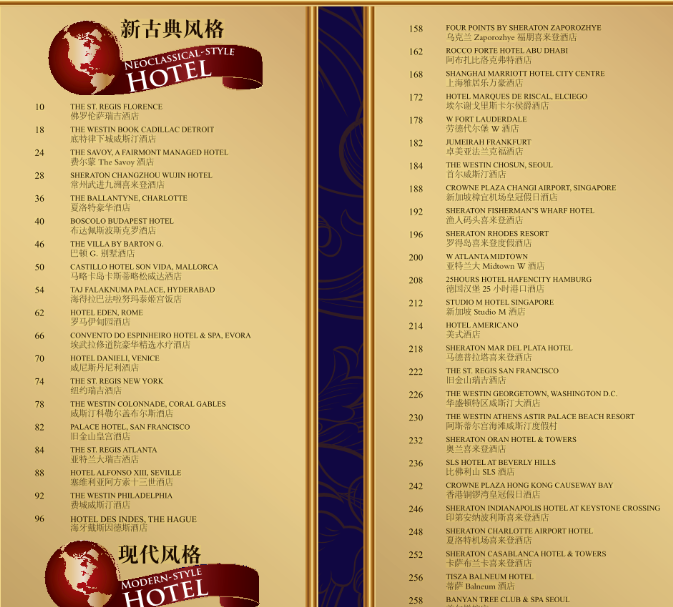 新古典风格
NEOCLASSICAL-STYLE
HOTEL
10 THE ST. REGIS FLORENCE
佛罗伦萨瑞吉酒店
18 THE WESTIN BOOK CADILLAC DETROIT
底特律下城威斯汀酒店
24 THE SAVOY, A FAIRMONT MANAGED HOTEL
费尔蒙 The Savoy 酒店
28 SHERATON CHANGZHOU WUJIN HOTEL
常州武进九洲喜来登酒店
36 THE BALLANTYNE, CHARLOTTE
夏洛特豪华酒店
40 BOSCOLO BUDAPEST HOTEL
布达佩斯波斯克罗酒店
46 THE VILLA BY BARTON G.
巴顿 G. 别墅酒店
50 CASTILLO HOTEL SON VIDA, MALLORCA
马略卡岛卡斯蒂略松威达酒店
54 TAJ FALAKNUMA PALACE, HYDERABAD
海得拉巴法啦努玛泰姬宫饭店
62 HOTEL EDEN, ROME
罗马伊甸园酒店
66 CONVENTO DO ESPINHEIRO HOTEL & SPA, EVORA
埃武拉修道院豪华精选水疗酒店
70 HOTEL DANIELI, VENICE
威尼斯丹尼利酒店
74 THE ST. REGIS NEW YORK
纽约瑞吉酒店
78 THE WESTIN COLONNADE, CORAL GABLES
威斯汀科勒尔盖布尔斯酒店
82 PALACE HOTEL, SAN FRANCISCO
旧金山皇宫酒店
84 THE ST. REGIS ATLANTA
亚特兰大瑞吉酒店
88 HOTEL ALFONSO XIII, SEVILLE
塞维利亚阿方索十三世酒店
92 THE WESTIN PHILADELPHIA
费城威斯汀酒店
96 HOTEL DES INDES, THE HAGUE
海牙戴斯因德斯酒店
现代风格
MODERN-STYLE
HOTEL
158 FOUR POINTS BY SHERATON ZAPOROZHYE
乌克兰 Zaporozhye 福朋喜来登酒店
162 ROCCO FORTE HOTEL ABU DHABI
阿布扎比洛克弗特酒店
168 SHANGHAI MARRIOTT HOTEL CITY CENTRE
上海雅居乐万豪酒店
172 HOTEL MARQUES DE RISCAL, ELCIEGO
埃尔谢戈里斯卡尔侯爵酒店
178 W FORT LAUDERDALE
劳德代尔堡 W 酒店
182 JUMEIRAH FRANKFURT
卓美亚法兰克福酒店
184 THE WESTIN CHOSUN, SEOUL
首尔威斯汀酒店
188 CROWNE PLAZA CHANGI AIRPORT, SINGAPORE
新加坡樟宜机场皇冠假日酒店
192 SHERATON FISHERMAN'S WHARF HOTEL
渔人码头喜来登酒店
196 SHERATON RHODES RESORT
罗得岛喜来登度假酒店
200 W ATLANTA MIDTOWN
亚特兰大 Midtown W 酒店
208 25HOURS HOTEL HAFENCITY HAMBURG
德国汉堡 25 小时港口酒店
212 STUDIO M HOTEL SINGAPORE
新加坡 Studio M 酒店
214 HOTEL AMERICANO
美式酒店
218 SHERATON MAR DEL PLATA HOTEL
马德普拉塔喜来登酒店
222 THE ST. REGIS SAN FRANCISCO
旧金山瑞吉酒店
226 THE WESTIN GEORGETOWN, WASHINGTON D.C.
华盛顿特区威斯汀大酒店
230 THE WESTIN ATHENS ASTIR PALACE BEACH RESORT
阿斯蒂尔宫海滩威斯汀度假村
232 SHERATON ORAN HOTEL & TOWERS
奥兰喜来登酒店
236 SLS HOTEL AT BEVERLY HILLS
比佛利山 SLS 酒店
242 CROWNE PLAZA HONG KONG CAUSEWAY BAY
香港铜锣湾皇冠假日酒店
246 SHERATON INDIANAPOLIS HOTEL AT KEYSTONE CROSSING
印第安纳波利斯喜来登酒店
248 SHERATON CHARLOTTE AIRPORT HOTEL
夏洛特机场喜来登酒店
252 SHERATON CASABLANCA HOTEL & TOWERS
卡萨布兰卡喜来登酒店
256 TISZA BALNEUM HOTEL
蒂萨 Balneum 酒店
258 BANYAN TREE CLUB & SPA SEOUL